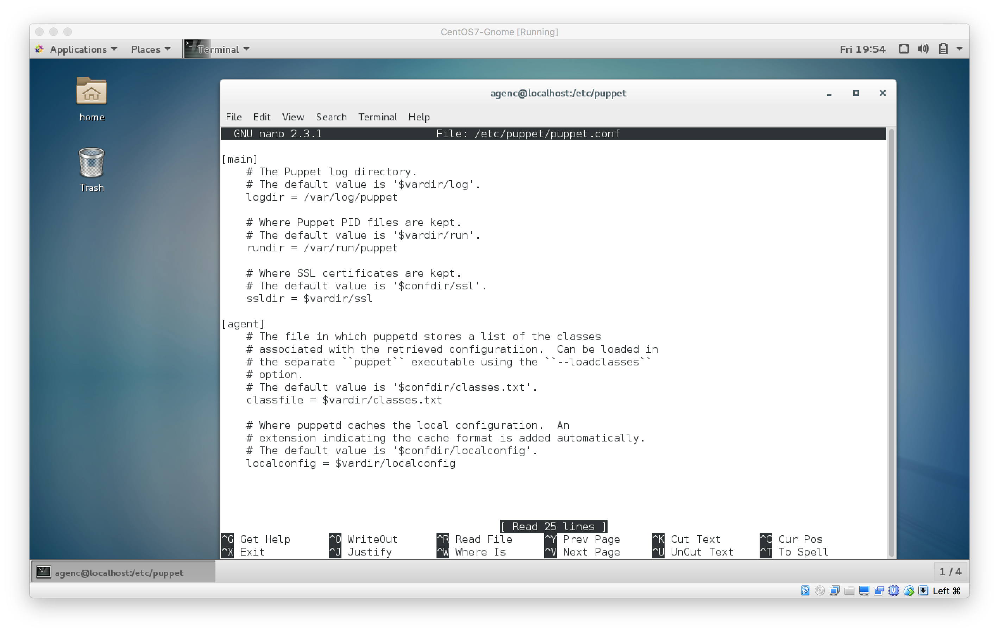 CentOS7-Gnome [Running]
Applications Places Terminal Fri 19:54
home
Trash
agenc@localhost:/etc/puppet
File Edit View Search Terminal Help
GNU nano 2.3.1 File: /etc/puppet/puppet.conf
[main]
# The Puppet log directory.
# The default value is '$vardir/log'.
logdir = /var/log/puppet
# Where Puppet PID files are kept.
# The default value is '$vardir/run'.
rundir = /var/run/puppet
# Where SSL certificates are kept.
# The default value is '$confdir/ssl'.
ssldir = $vardir/ssl
[agent]
# The file in which puppetd stores a list of the classes
# associated with the retrieved configuratiion.  Can be loaded in
# the separate ``puppet`` executable using the ``--loadclasses``
# option.
# The default value is '$confdir/classes.txt'.
classfile = $vardir/classes.txt
# Where puppetd caches the local configuration.  An
# extension indicating the cache format is added automatically.
# The default value is '$confdir/localconfig'.
localconfig = $vardir/localconfig
[ Read 25 lines ]
^G Get Help ^O WriteOut ^R Read File ^Y Prev Page ^K Cut Text ^C Cur Pos
^X Exit ^J Justify ^W Where Is ^V Next Page ^U UnCut Text ^T To Spell
agenc@localhost:/etc/puppet 1 / 4
Left ⌘